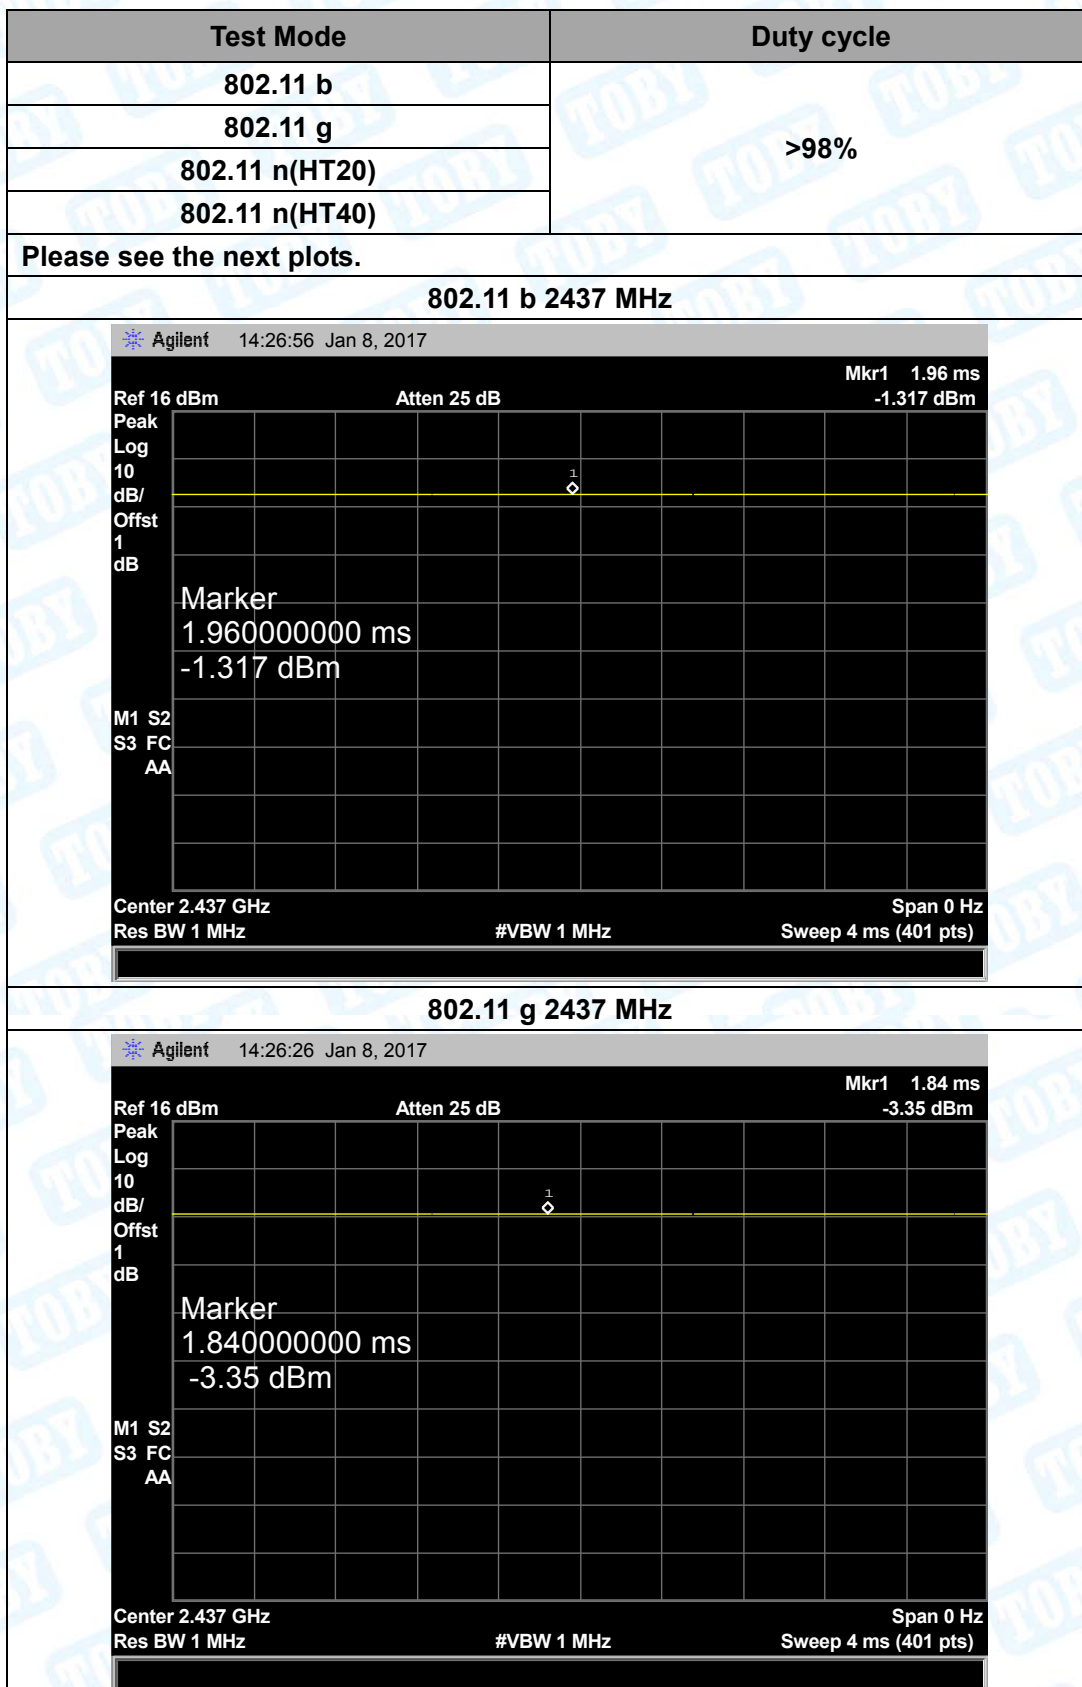 Test Mode Duty cycle
802.11 b
802.11 g
>98%
802.11 n(HT20)
802.11 n(HT40)
Please see the next plots.
802.11 b 2437 MHz
Agilent 14:26:56 Jan 8, 2017
Mkr1 1.96 ms
Ref 16 dBm Atten 25 dB -1.317 dBm
Peak
Log
10
dB/
Offst
1
dB
1
Marker
1.960000000 ms
-1.317 dBm
M1 S2
S3 FC
AA
Center 2.437 GHz Span 0 Hz
Res BW 1 MHz #VBW 1 MHz Sweep 4 ms (401 pts)
802.11 g 2437 MHz
Agilent 14:26:26 Jan 8, 2017
Mkr1 1.84 ms
Ref 16 dBm Atten 25 dB -3.35 dBm
Peak
Log
10
dB/
Offst
1
dB
1
Marker
1.840000000 ms
-3.35 dBm
M1 S2
S3 FC
AA
Center 2.437 GHz Span 0 Hz
Res BW 1 MHz #VBW 1 MHz Sweep 4 ms (401 pts)
TOBY